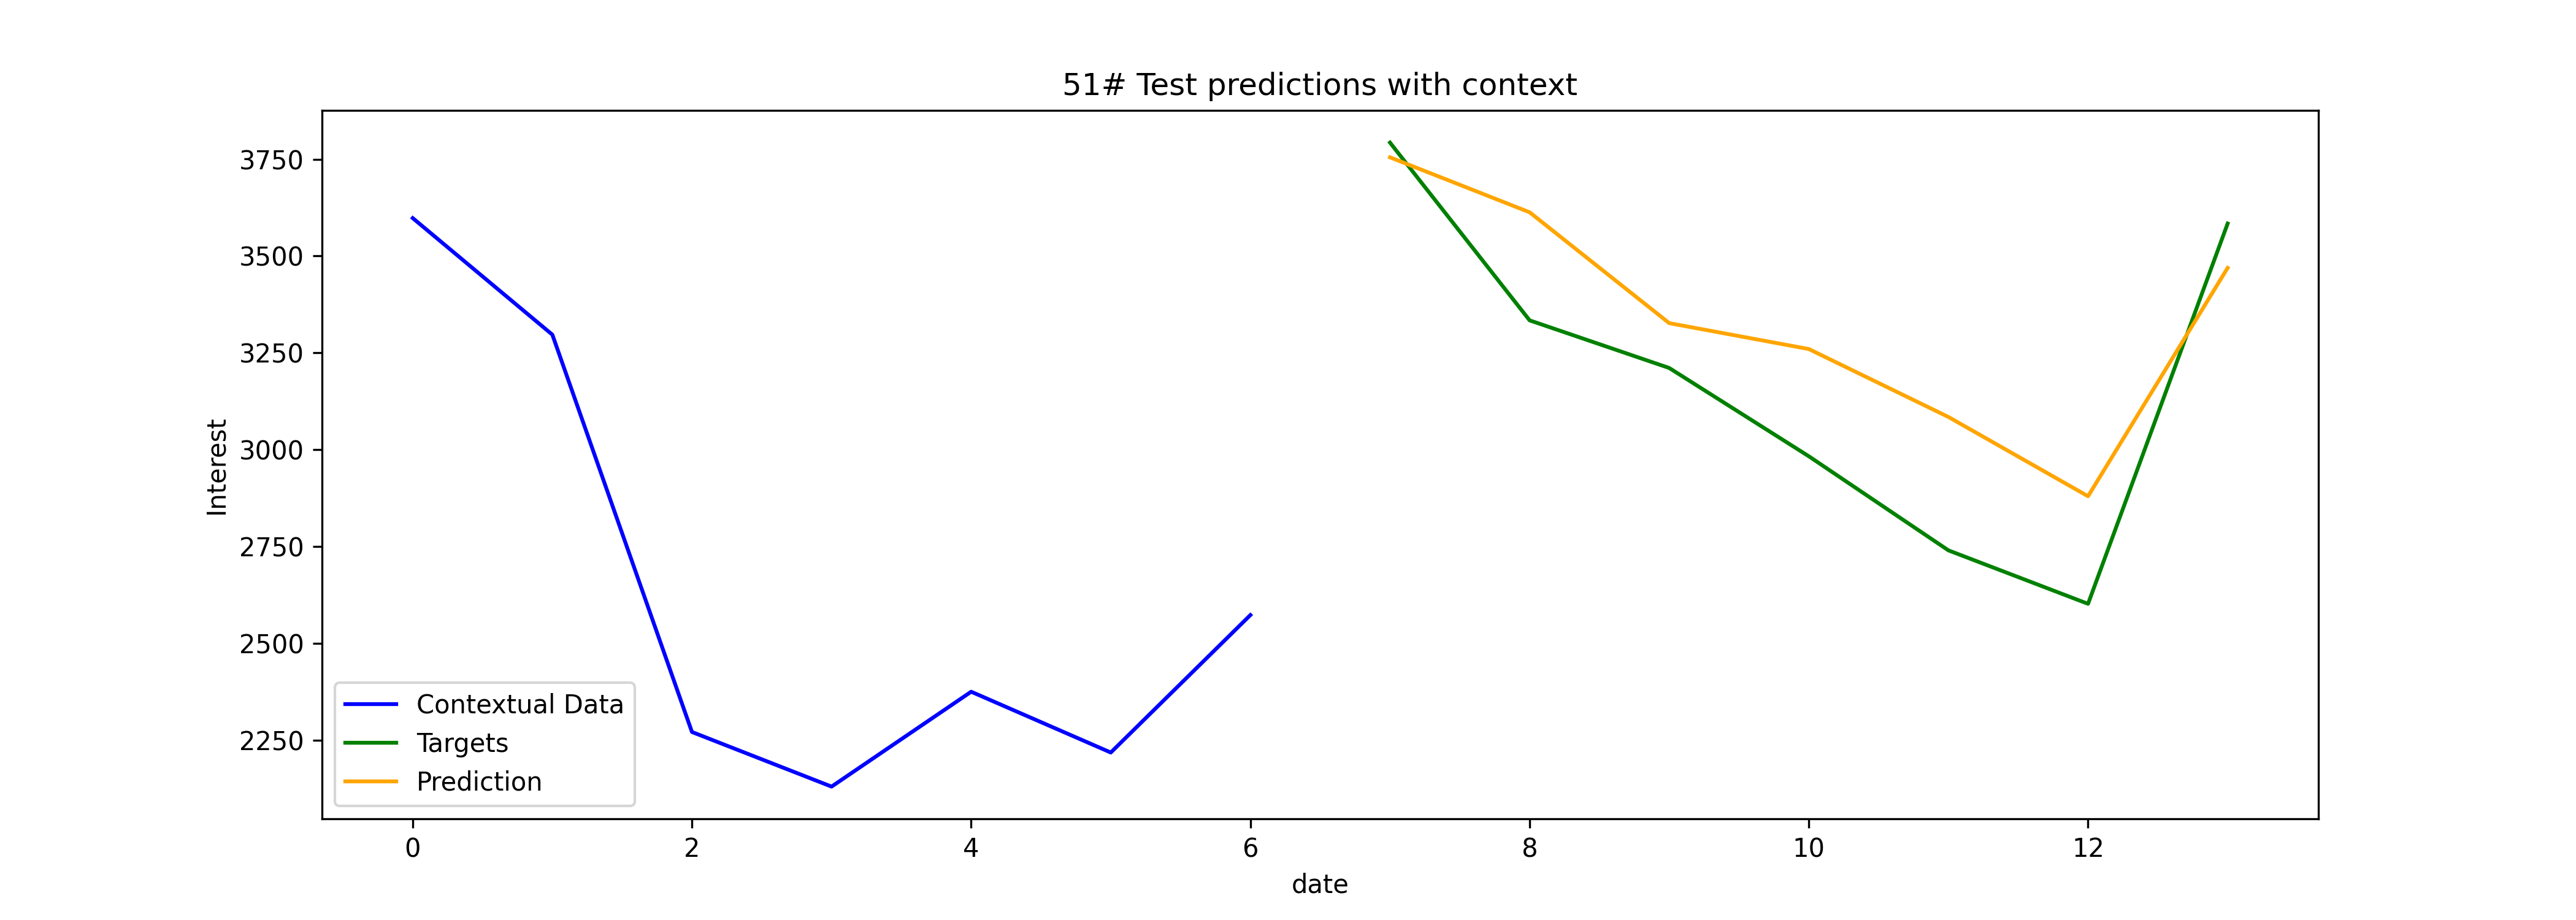 51# Test predictions with context
3750
3500
3250
3000
2750
2500
2250
Interest
Contextual Data
Targets
Prediction
0 2 4 6 8 10 12
date